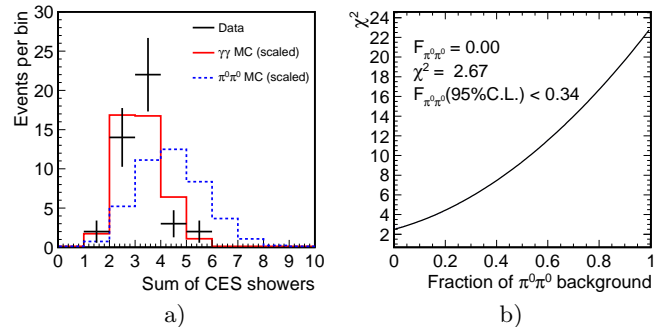 Events per bin
30
25
20
15
10
5
0
Data
γγ MC (scaled)
π⁰π⁰ MC (scaled)
0 1 2 3 4 5 6 7 8 9 10
Sum of CES showers
a)
χ²
24
22
20
18
16
14
12
10
8
6
4
2
F_π⁰π⁰ = 0.00
χ² = 2.67
F_π⁰π⁰(95%C.L.) < 0.34
0 0.2 0.4 0.6 0.8 1
Fraction of π⁰π⁰ background
b)